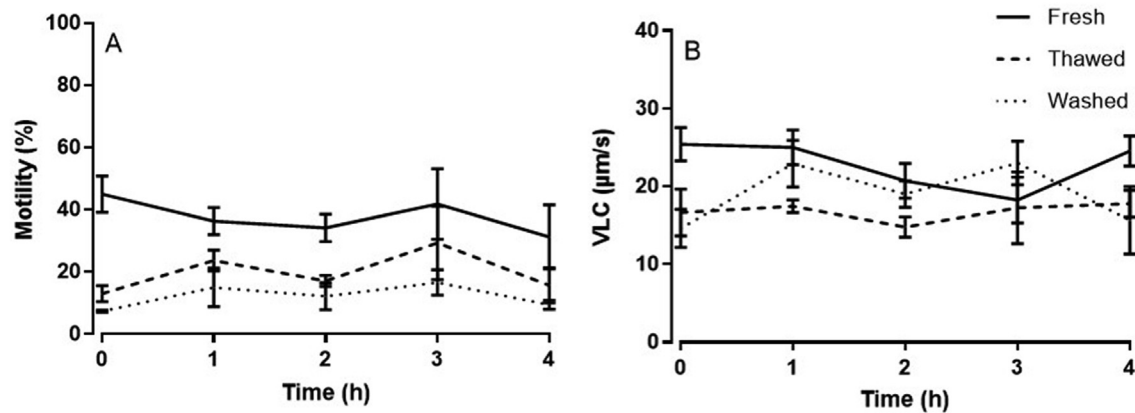 A
Motility (%)
100
80
60
40
20
0
0 1 2 3 4
Time (h)
B
VLC (µm/s)
40
30
20
10
0
0 1 2 3 4
Time (h)
Fresh
Thawed
Washed